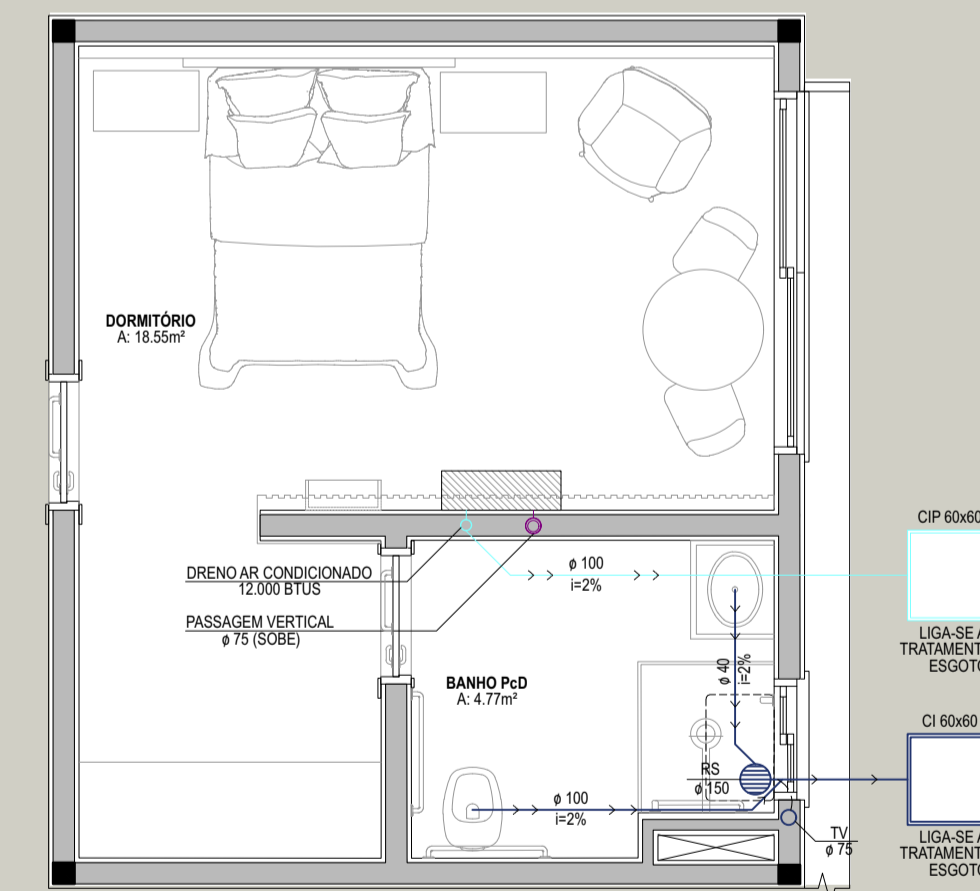 DORMITÓRIO
A: 18.55m²
CIP 60x60
DRENO AR CONDICIONADO
12.000 BTUS
ø 100
i=2%
PASSAGEM VERTICAL
ø 75 (SOBE)
LIGA-SE A
TRATAMENT
ESGOTO
ø 40
i=2%
BANHO PcD
A: 4.77m²
CI 60x60
RS
ø 150
ø 100
i=2%
TV
ø 75
LIGA-SE A
TRATAMENT
ESGOTO